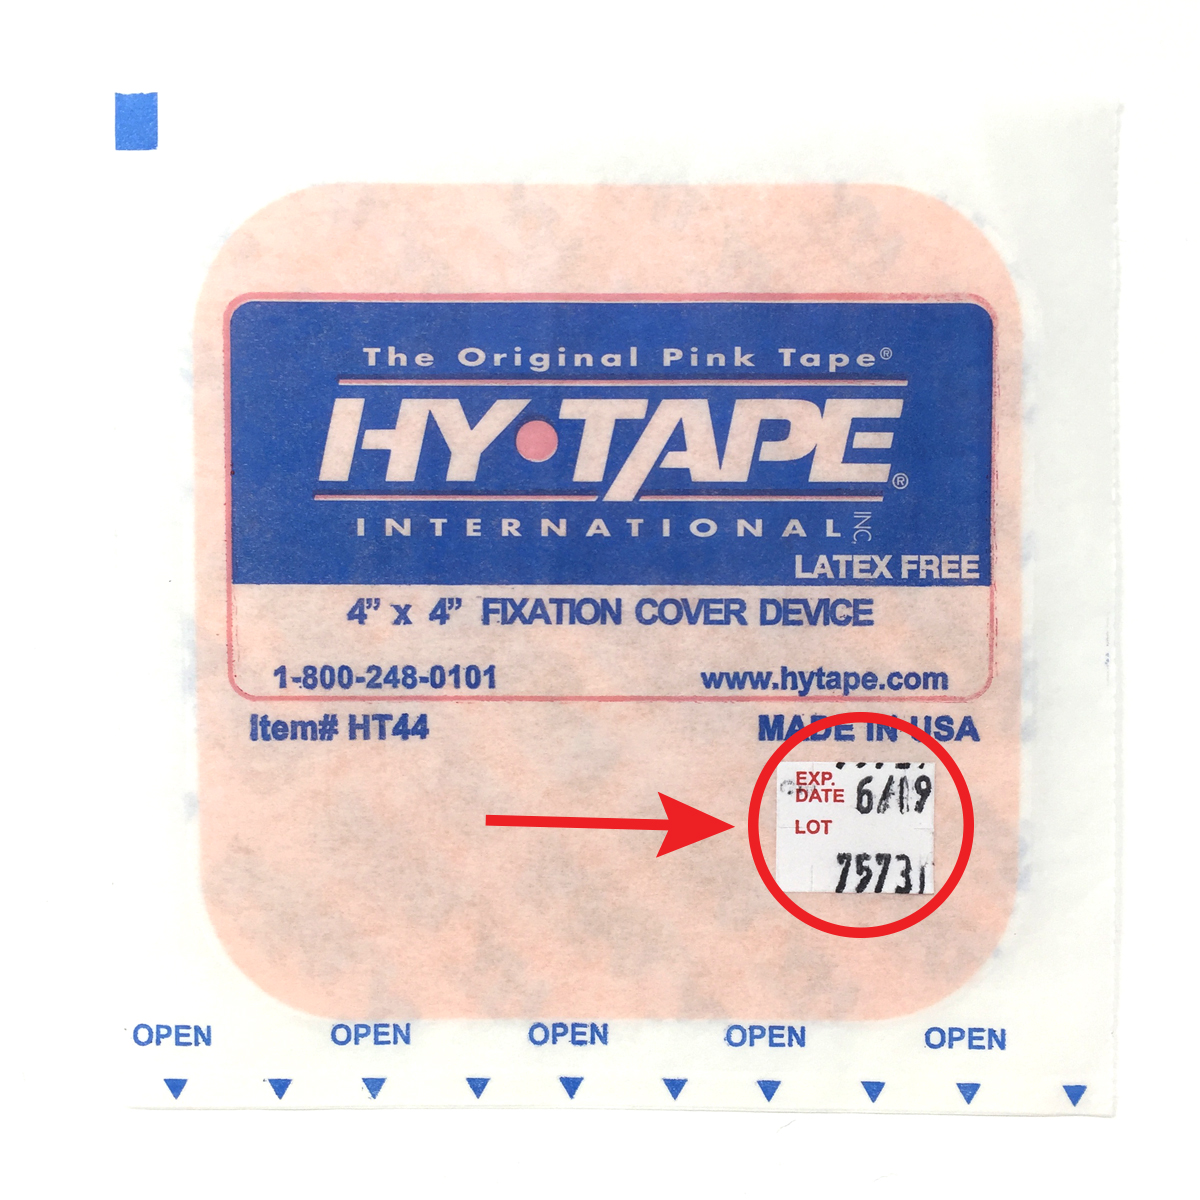 The Original Pink Tape®
HY•TAPE®
INTERNATIONAL INC.
LATEX FREE
4” x 4” FIXATION COVER DEVICE
1-800-248-0101 www.hytape.com
Item# HT44 MADE IN USA
EXP.
DATE 6/19
LOT
75731
OPEN OPEN OPEN OPEN OPEN